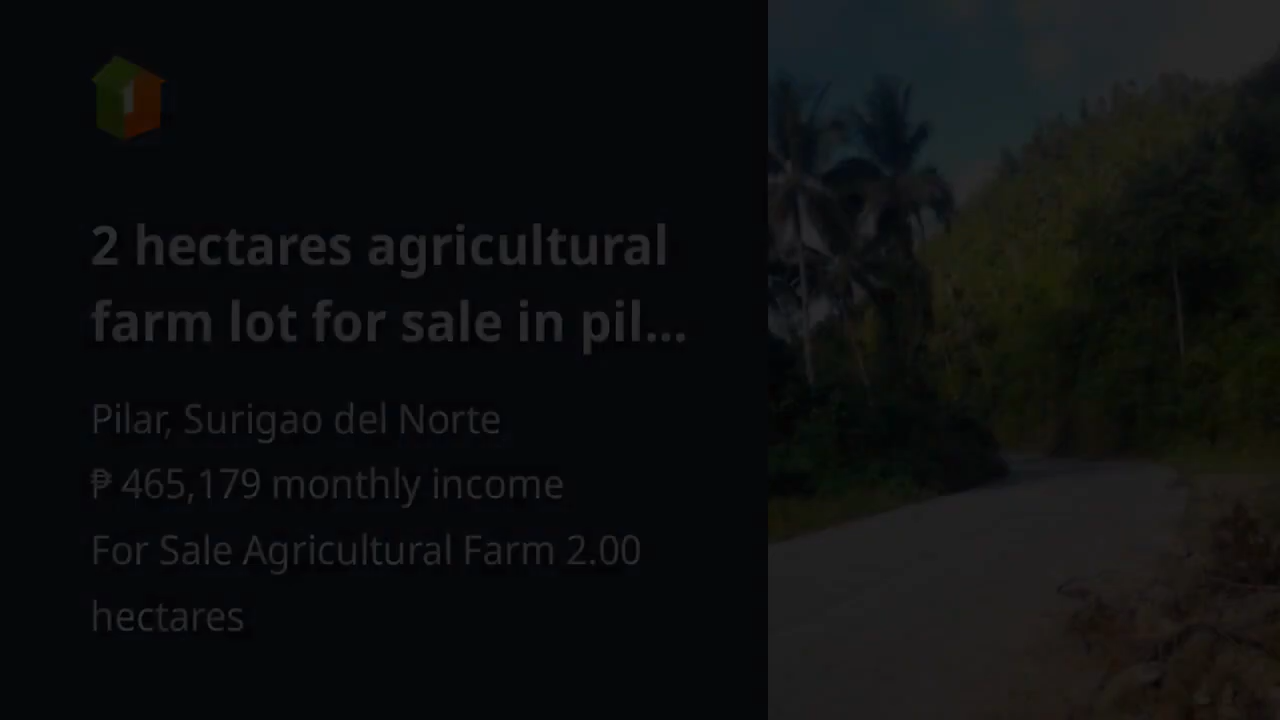 2 hectares agricultural
farm lot for sale in pil...
Pilar, Surigao del Norte
₱ 465,179 monthly income
For Sale Agricultural Farm 2.00
hectares